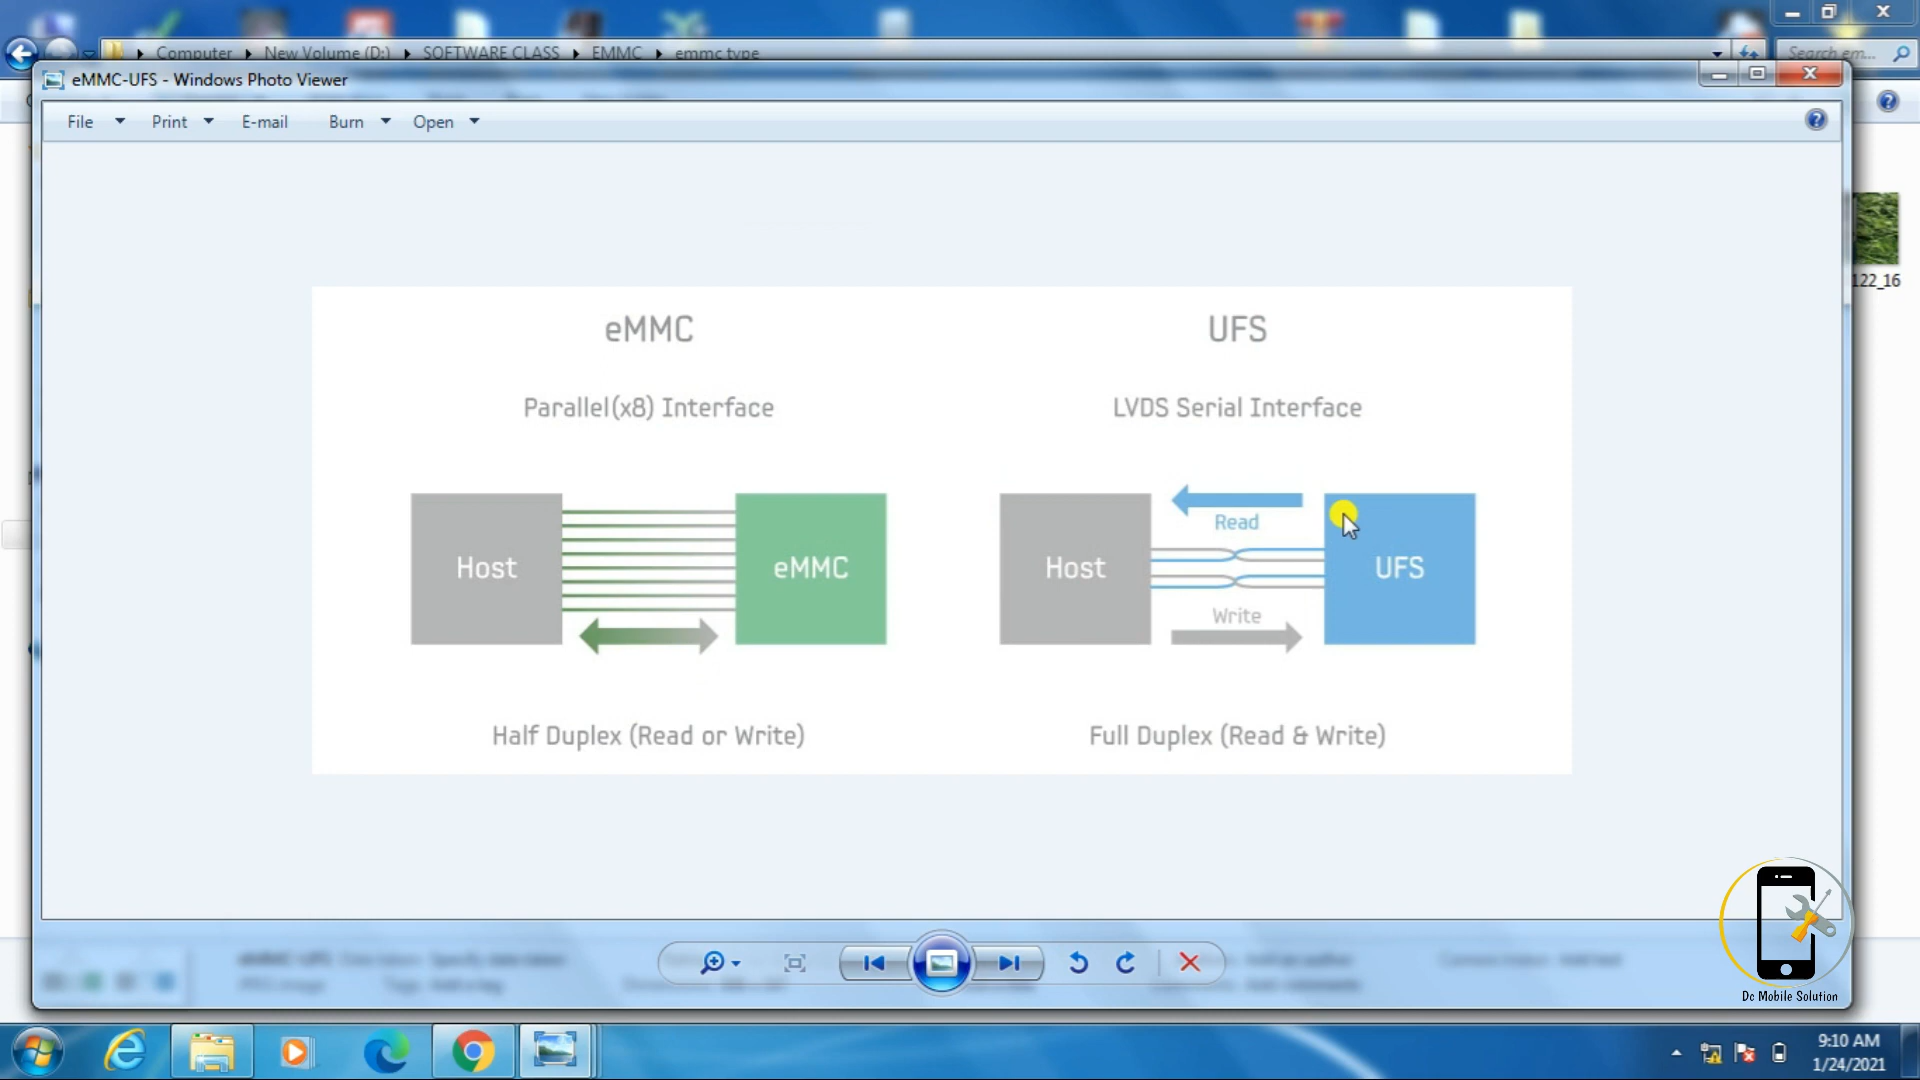 Computer New Volume (D:) SOFTWARE CLASS EMMC emmc type
Search em...
eMMC-UFS - Windows Photo Viewer
File Print E-mail Burn Open
122_16
eMMC UFS
Parallel(x8) Interface LVDS Serial Interface
Read
Host eMMC Host UFS
Write
Half Duplex (Read or Write) Full Duplex (Read & Write)
Dc Mobile Solution
9:10 AM
1/24/2021